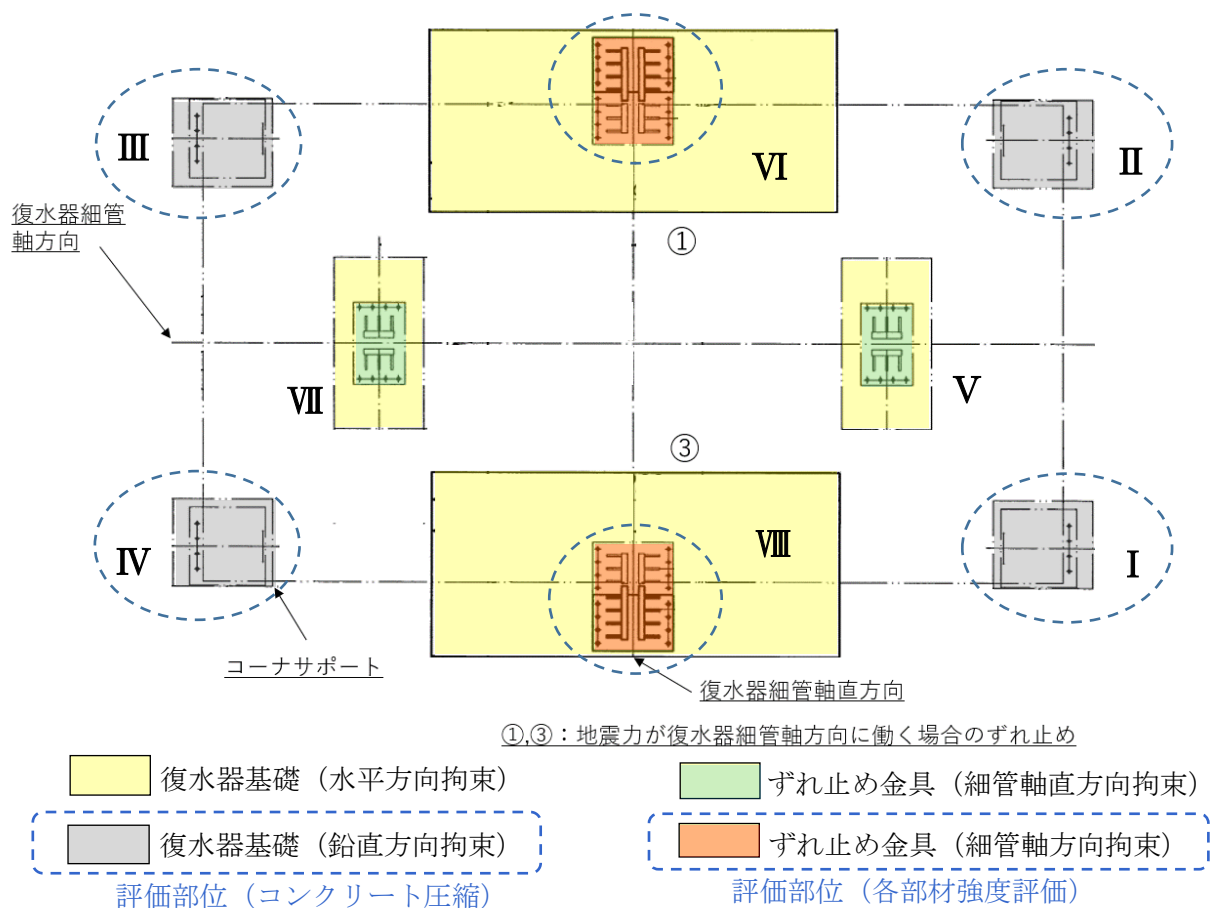 Ⅲ
Ⅱ
Ⅵ
復水器細管
軸方向
①
Ⅶ
Ⅴ
③
Ⅳ
Ⅷ
Ⅰ
コーナサポート
復水器細管軸直方向
①,③：地震力が復水器細管軸方向に働く場合のずれ止め
復水器基礎（水平方向拘束）
ずれ止め金具（細管軸直方向拘束）
復水器基礎（鉛直方向拘束）
ずれ止め金具（細管軸方向拘束）
評価部位（コンクリート圧縮）
評価部位（各部材強度評価）